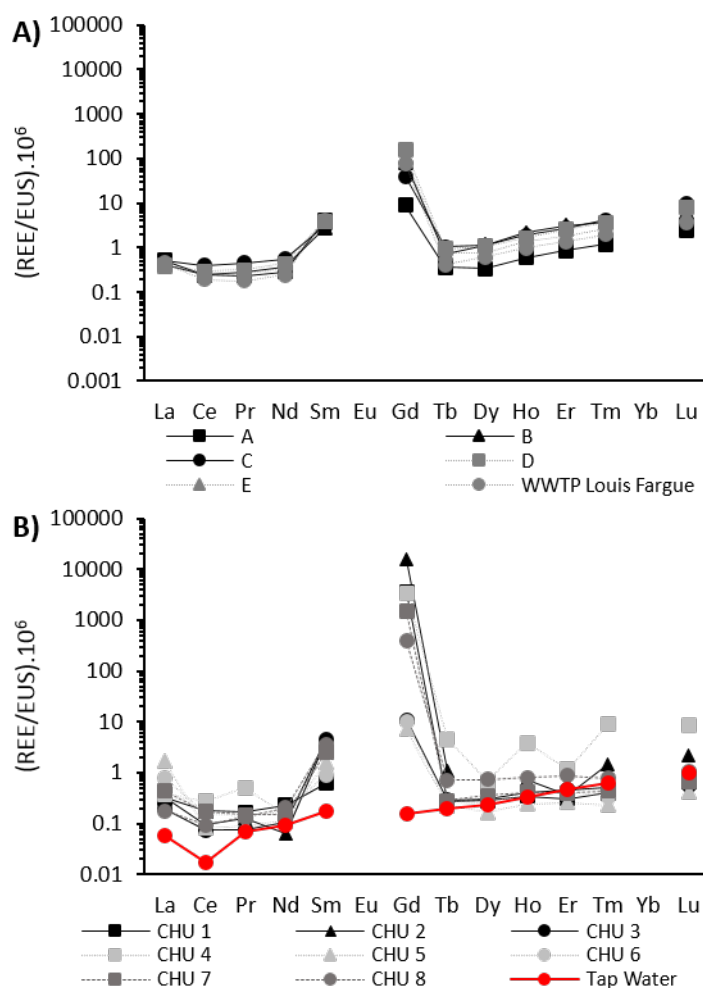 A)
(REE/EUS).10⁶
100000
10000
1000
100
10
1
0.1
0.01
0.001
La Ce Pr Nd Sm Eu Gd Tb Dy Ho Er Tm Yb Lu
A B
C D
E WWTP Louis Fargue
B)
(REE/EUS).10⁶
100000
10000
1000
100
10
1
0.1
0.01
La Ce Pr Nd Sm Eu Gd Tb Dy Ho Er Tm Yb Lu
CHU 1 CHU 2 CHU 3
CHU 4 CHU 5 CHU 6
CHU 7 CHU 8 Tap Water